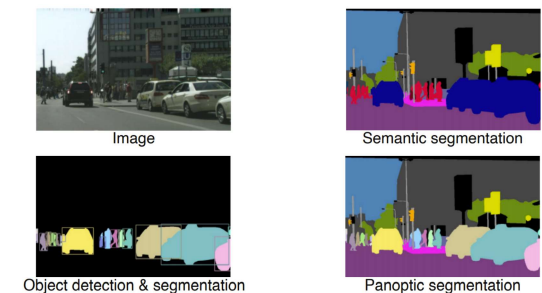 Image
Semantic segmentation
Object detection & segmentation
Panoptic segmentation